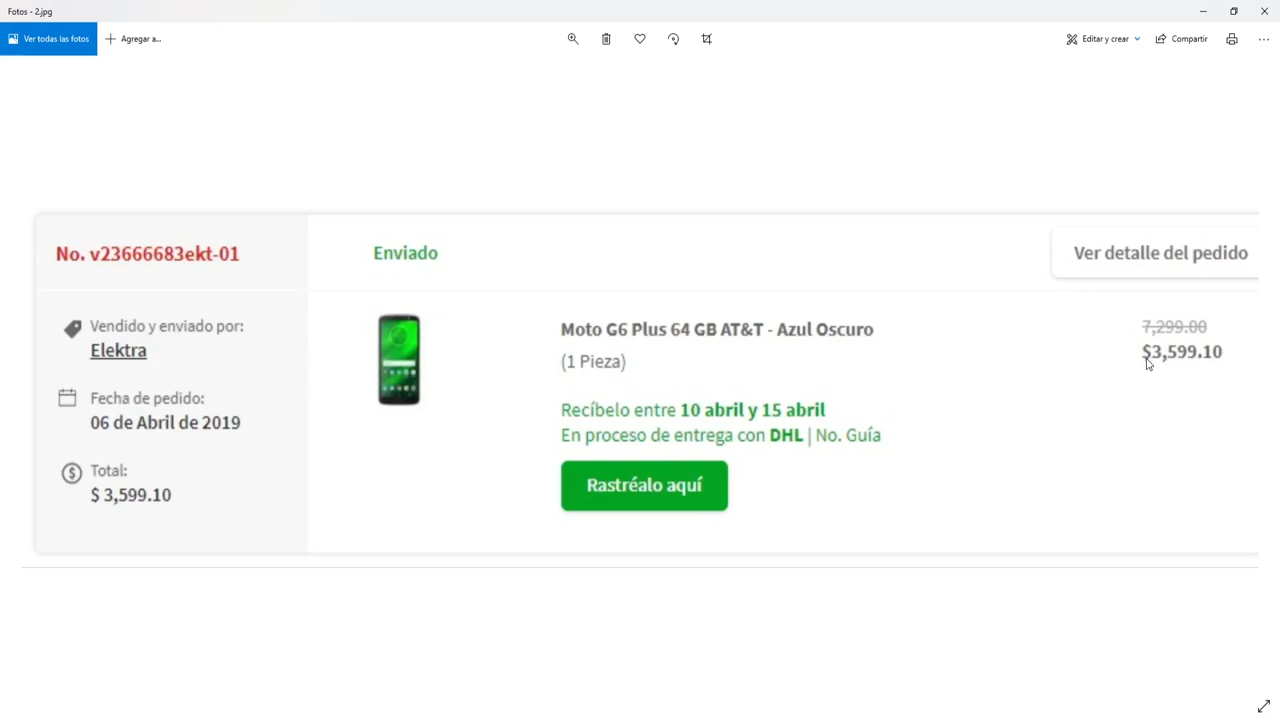 Fotos - 2.jpg
Ver todas las fotos
Agregar a...
Editar y crear
Compartir
No. v23666683ekt-01
Enviado
Ver detalle del pedido
Vendido y enviado por:
Elektra
Fecha de pedido:
06 de Abril de 2019
Total:
$ 3,599.10
Moto G6 Plus 64 GB AT&T - Azul Oscuro
(1 Pieza)
7,299.00
$3,599.10
Recíbelo entre 10 abril y 15 abril
En proceso de entrega con DHL | No. Guía
Rastréalo aquí